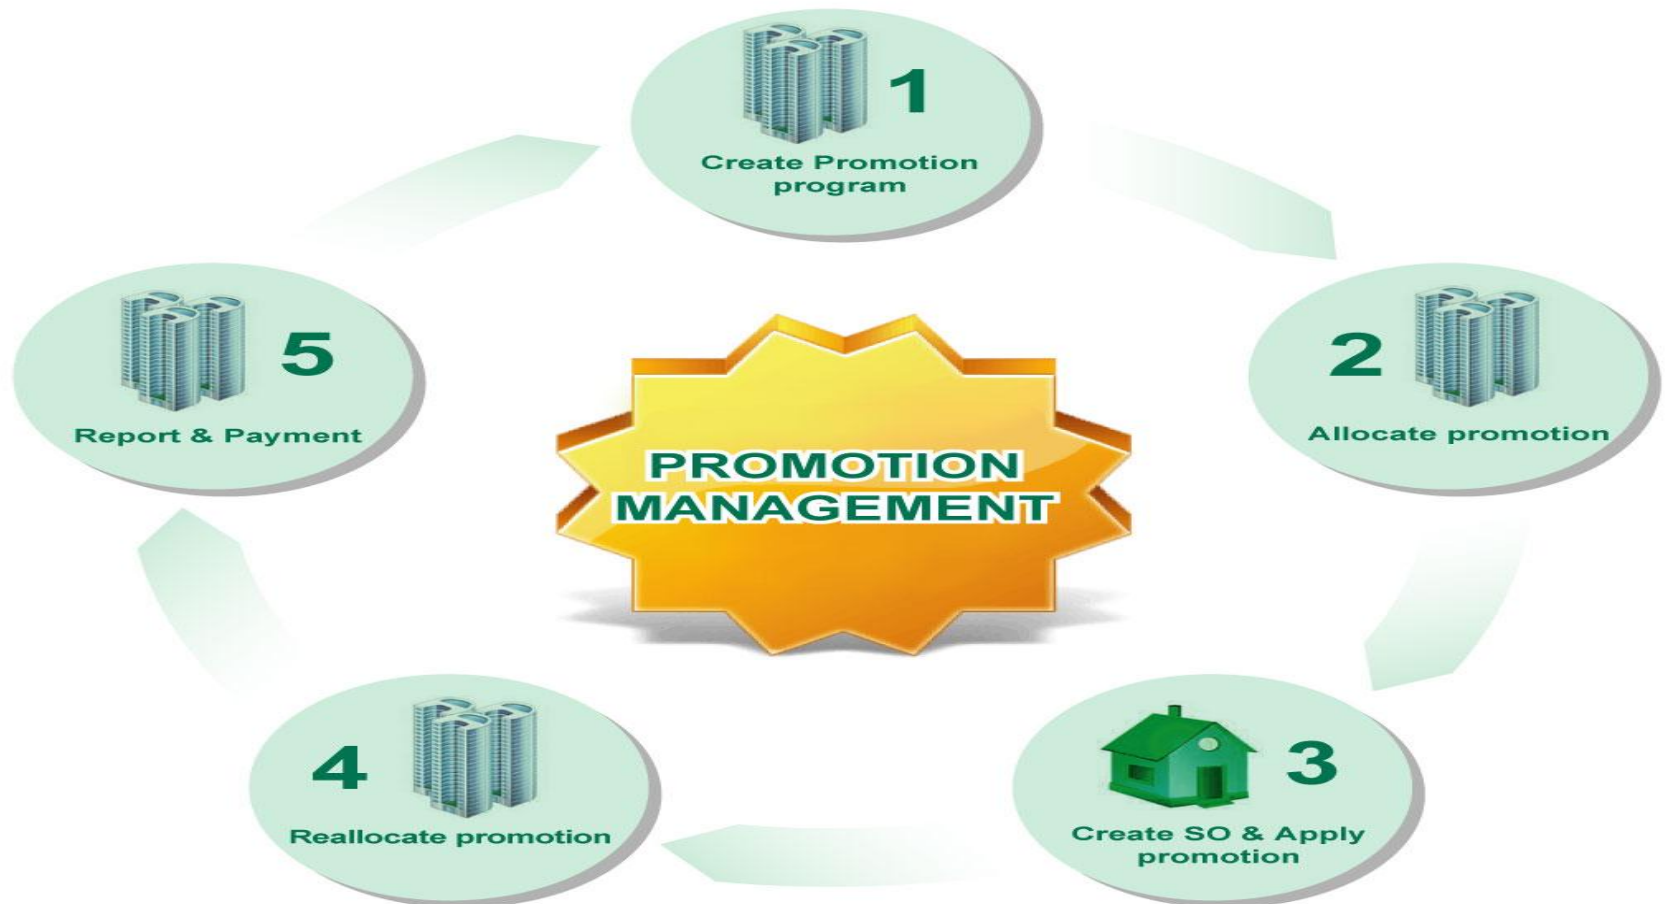 1
Create Promotion
program
2
Allocate promotion
3
Create SO & Apply
promotion
4
Reallocate promotion
5
Report & Payment
PROMOTION
MANAGEMENT